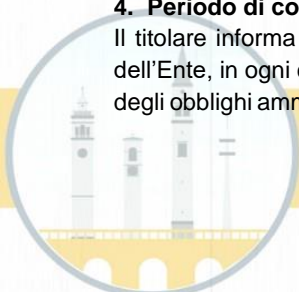 4. Periodo di co
Il titolare informa
dell'Ente, in ogni
degli obblighi amm